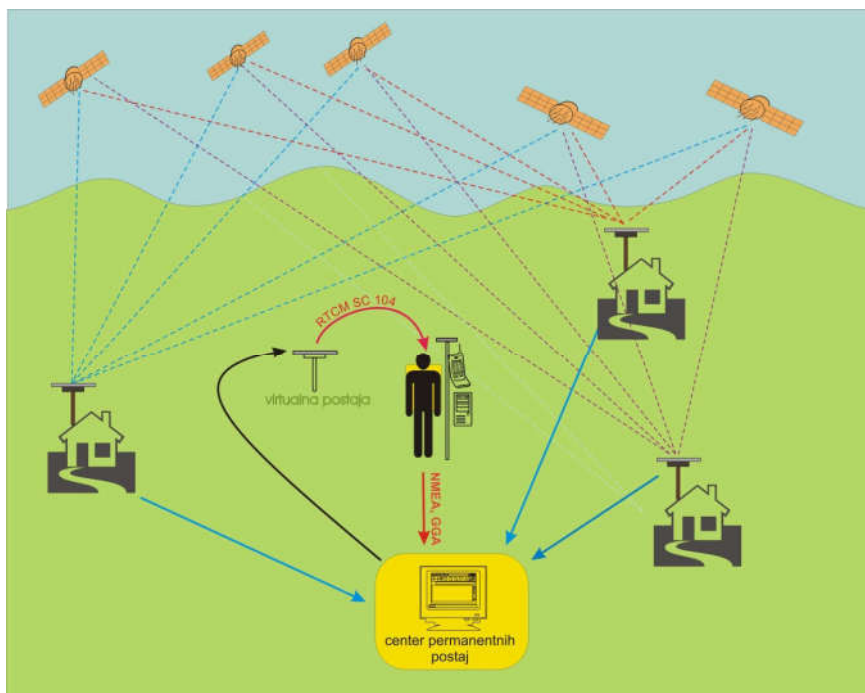 RTCM SC 104
virtualna postaja
NMEA, GGA
center permanentnih
postaj